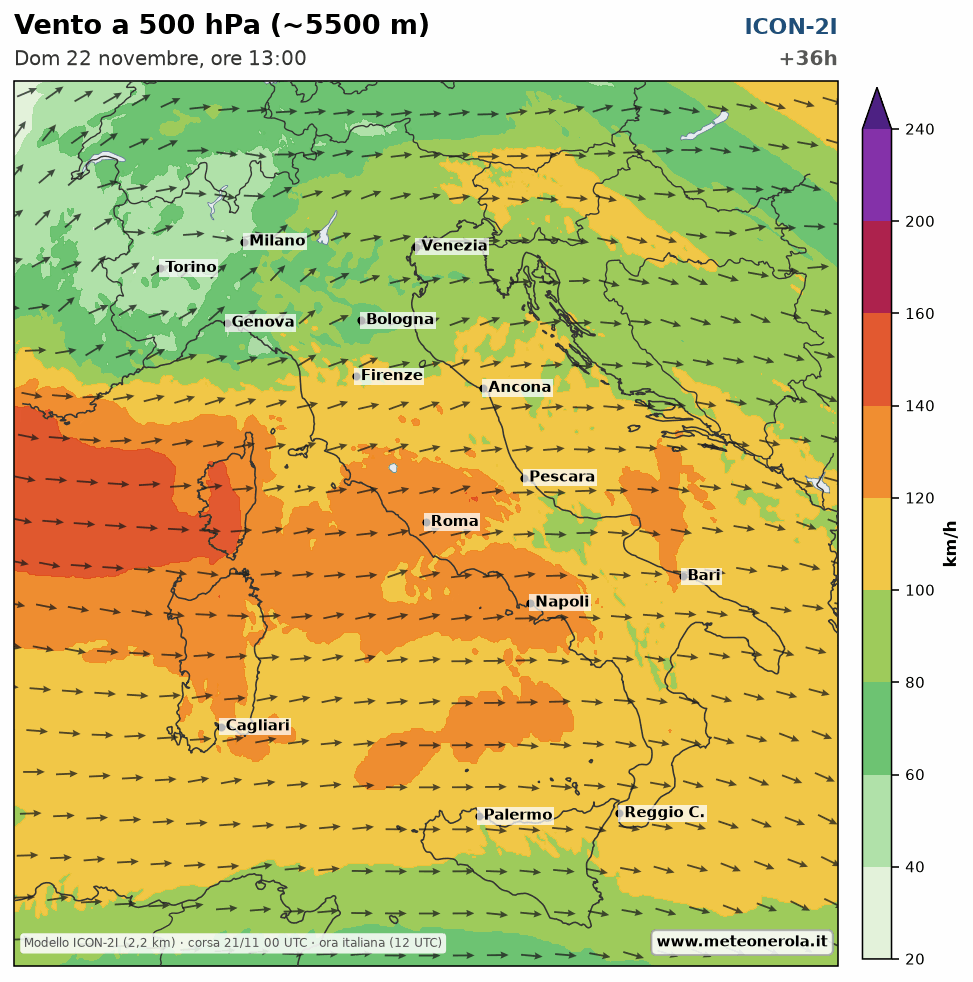 Vento a 500 hPa (~5500 m)
ICON-2I
Dom 22 novembre, ore 13:00
+36h
Milano
Venezia
Torino
Genova
Bologna
Firenze
Ancona
Pescara
Roma
Bari
Napoli
Cagliari
Palermo
Reggio C.
Modello ICON-2I (2,2 km) · corsa 21/11 00 UTC · ora italiana (12 UTC)
www.meteonerola.it
240
200
160
140
120
100
80
60
40
20
km/h